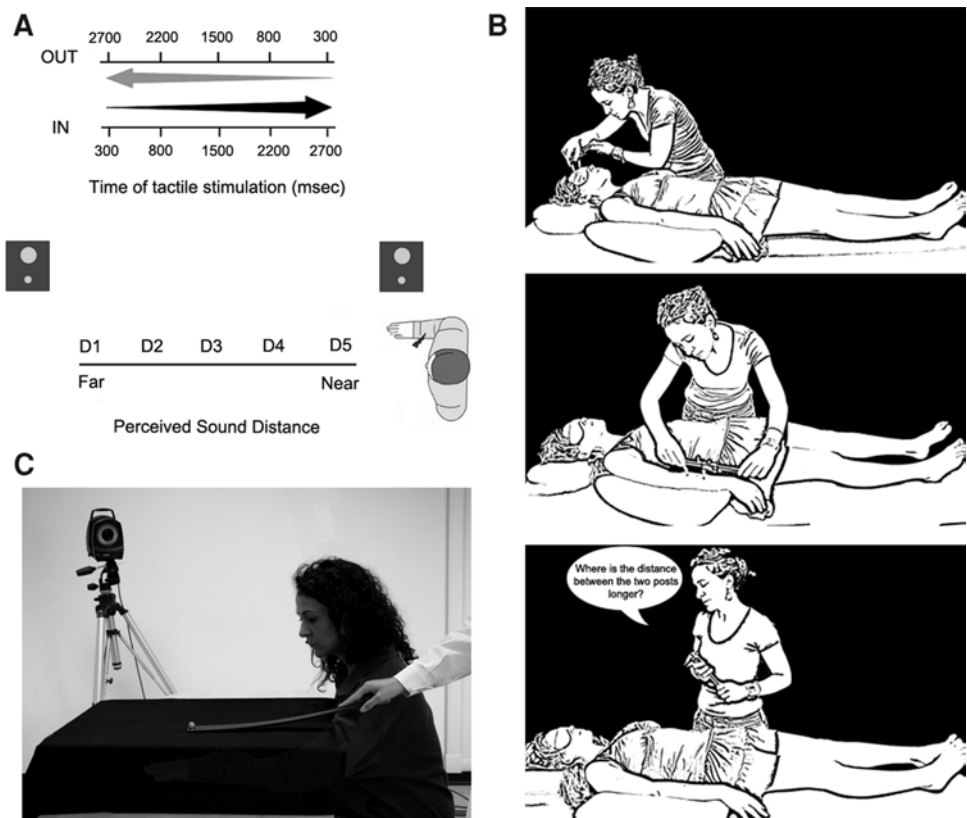 A
2700 2200 1500 800 300
OUT
IN
300 800 1500 2200 2700
Time of tactile stimulation (msec)
D1 D2 D3 D4 D5
Far Near
Perceived Sound Distance
B
Where is the distance
between the two posts
longer?
C